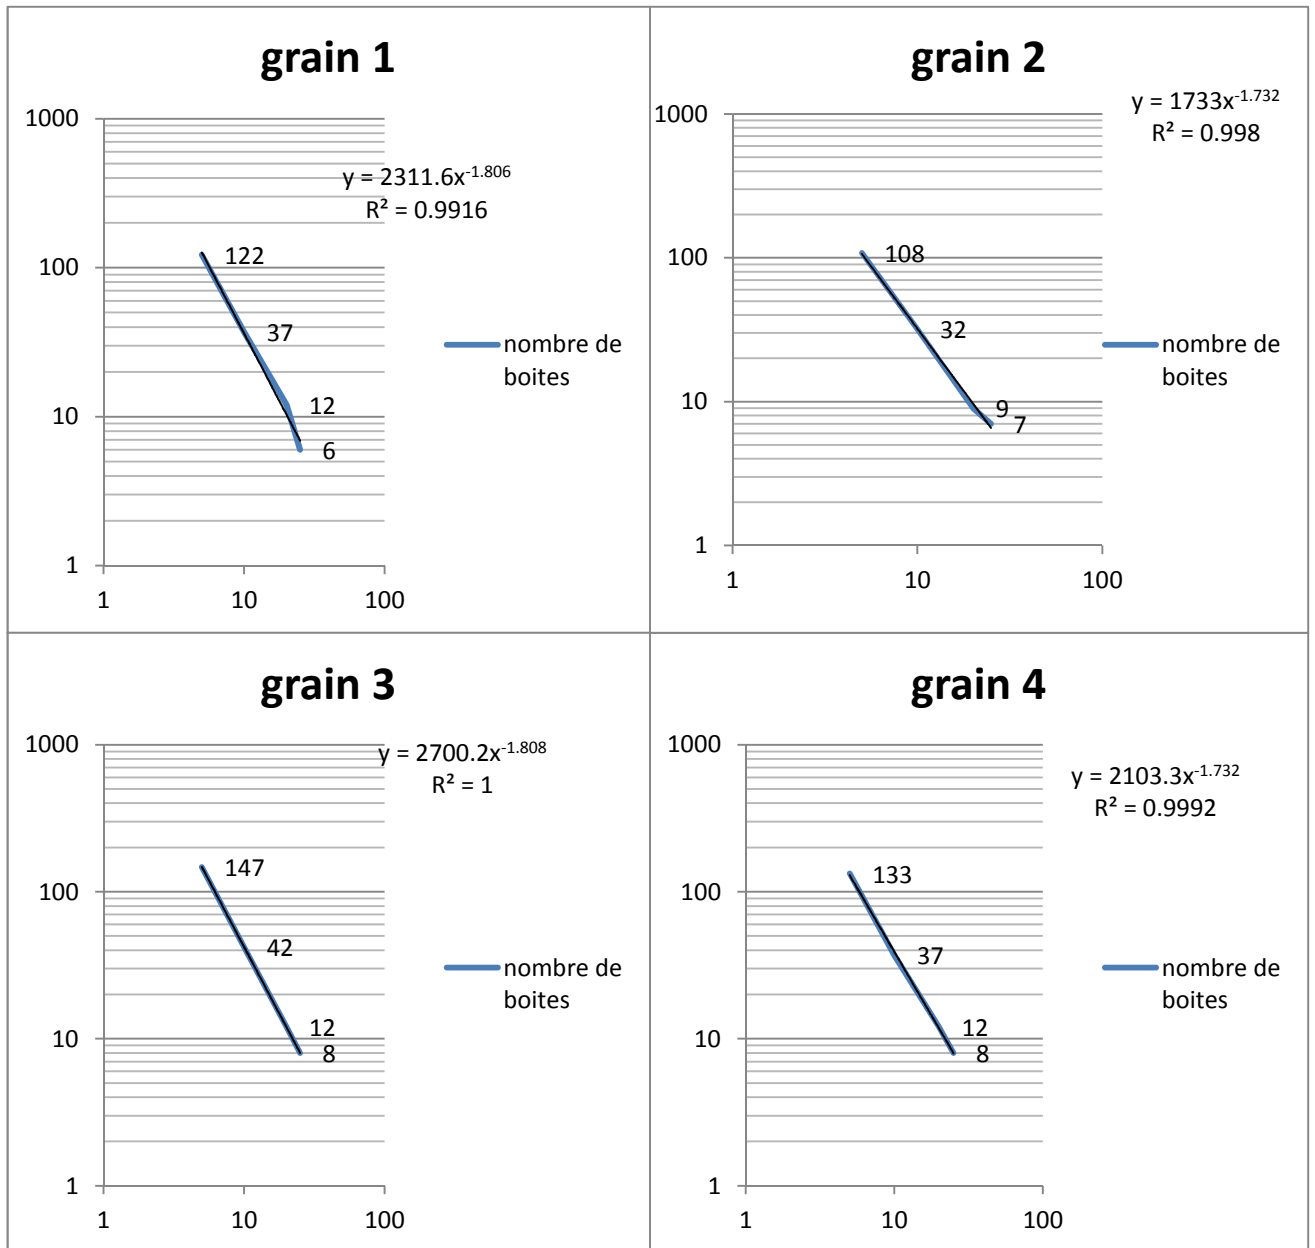 grain 1
y = 2311.6x^-1.806
R² = 0.9916
1000
100
10
1
1
10
100
122
37
12
6
nombre de
boites
grain 2
y = 1733x^-1.732
R² = 0.998
1000
100
10
1
1
10
100
108
32
9
7
nombre de
boites
grain 3
y = 2700.2x^-1.808
R² = 1
1000
100
10
1
1
10
100
147
42
12
8
nombre de
boites
grain 4
y = 2103.3x^-1.732
R² = 0.9992
1000
100
10
1
1
10
100
133
37
12
8
nombre de
boites